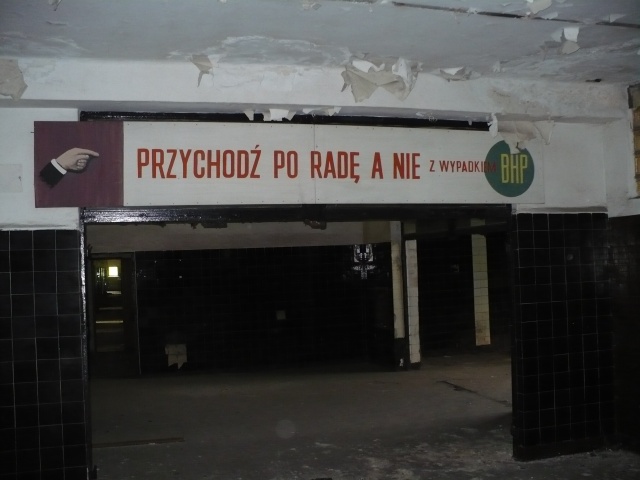 PRZYCHODŹ PO RADĘ A NIE Z WYPADKIEM BHP